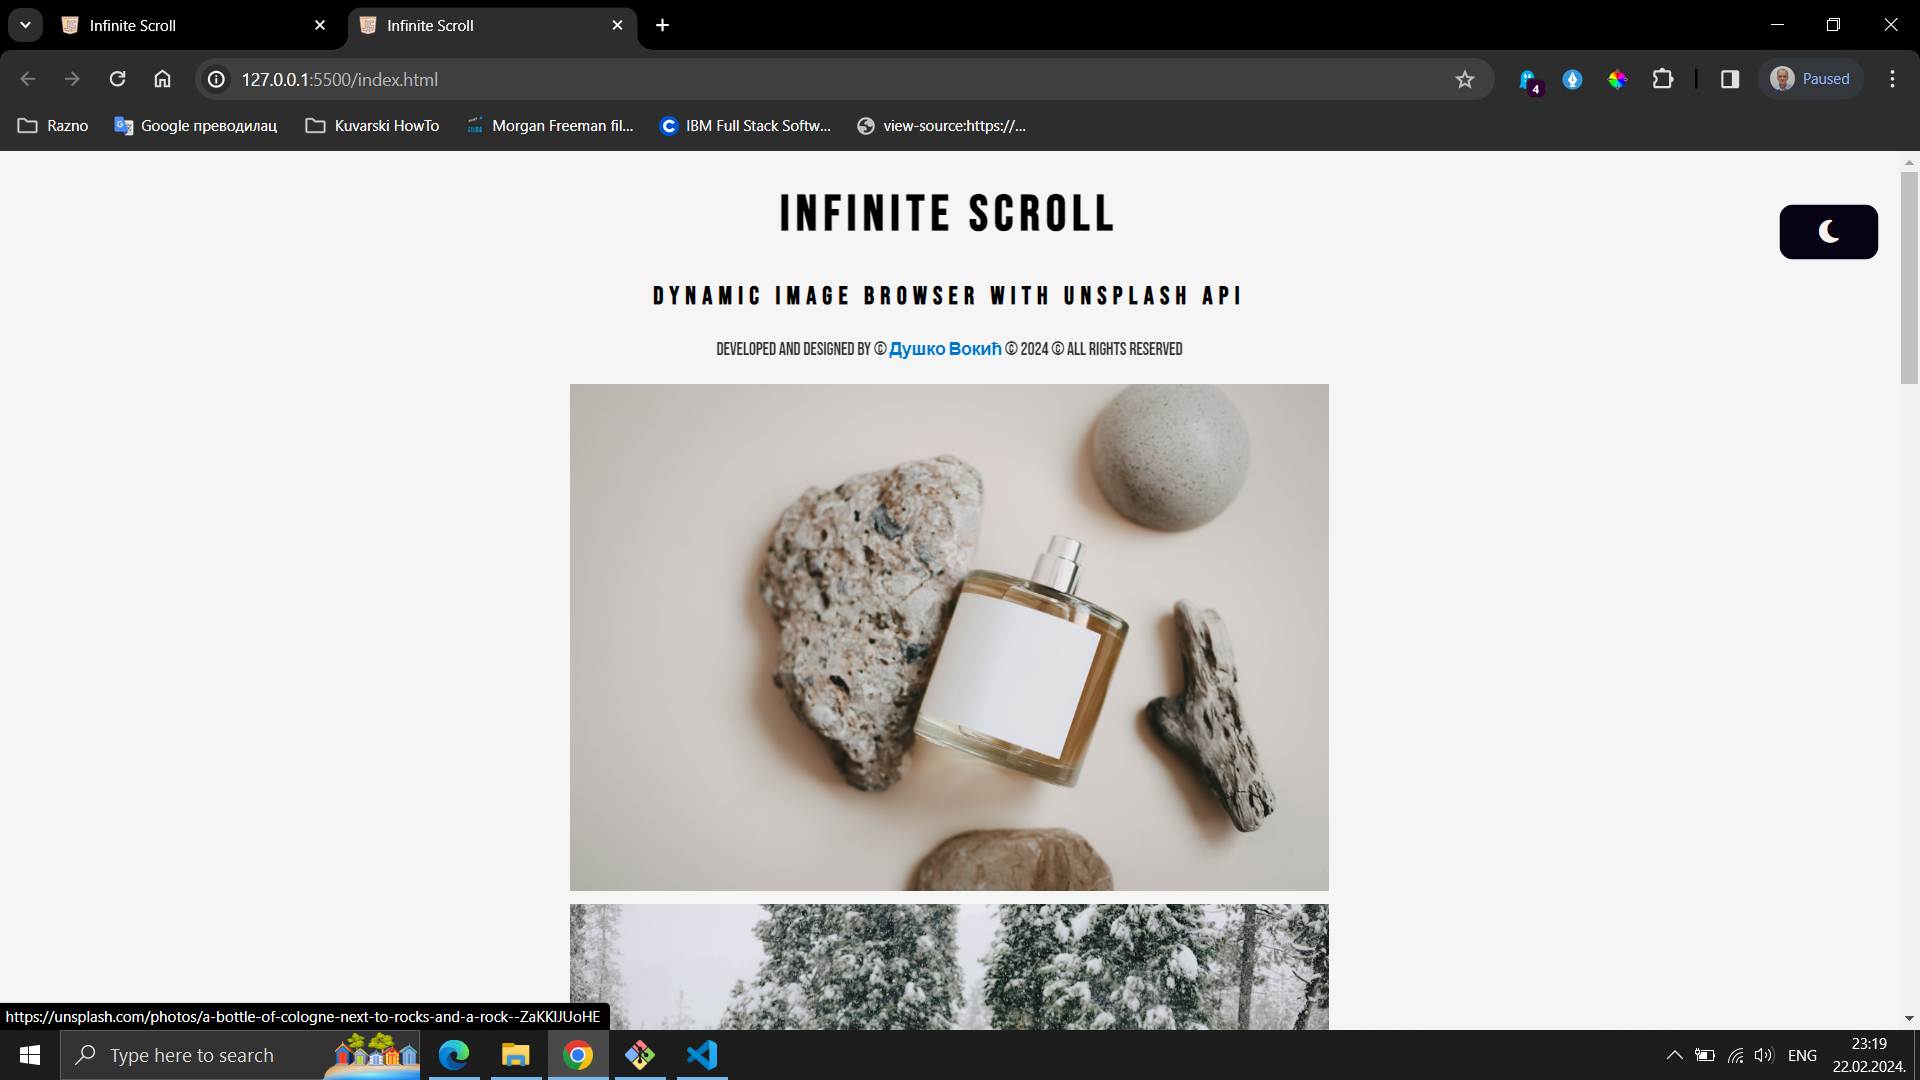 Infinite Scroll
Infinite Scroll
127.0.0.1:5500/index.html
4
Paused
Razno
Google преводилац
Kuvarski HowTo
Morgan Freeman fil...
IBM Full Stack Softw...
view-source:https://...
INFINITE SCROLL
DYNAMIC IMAGE BROWSER WITH UNSPLASH API
DEVELOPED AND DESIGNED BY © Душко Вокић © 2024 © ALL RIGHTS RESERVED
https://unsplash.com/photos/a-bottle-of-cologne-next-to-rocks-and-a-rock--ZaKKlJUoHE
Type here to search
ENG
23:19
22.02.2024.